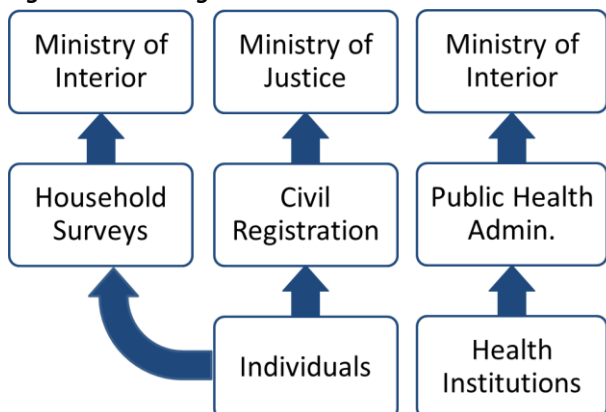 Ministry of
Interior
Ministry of
Justice
Ministry of
Interior
Household
Surveys
Civil
Registration
Public Health
Admin.
Individuals
Health
Institutions